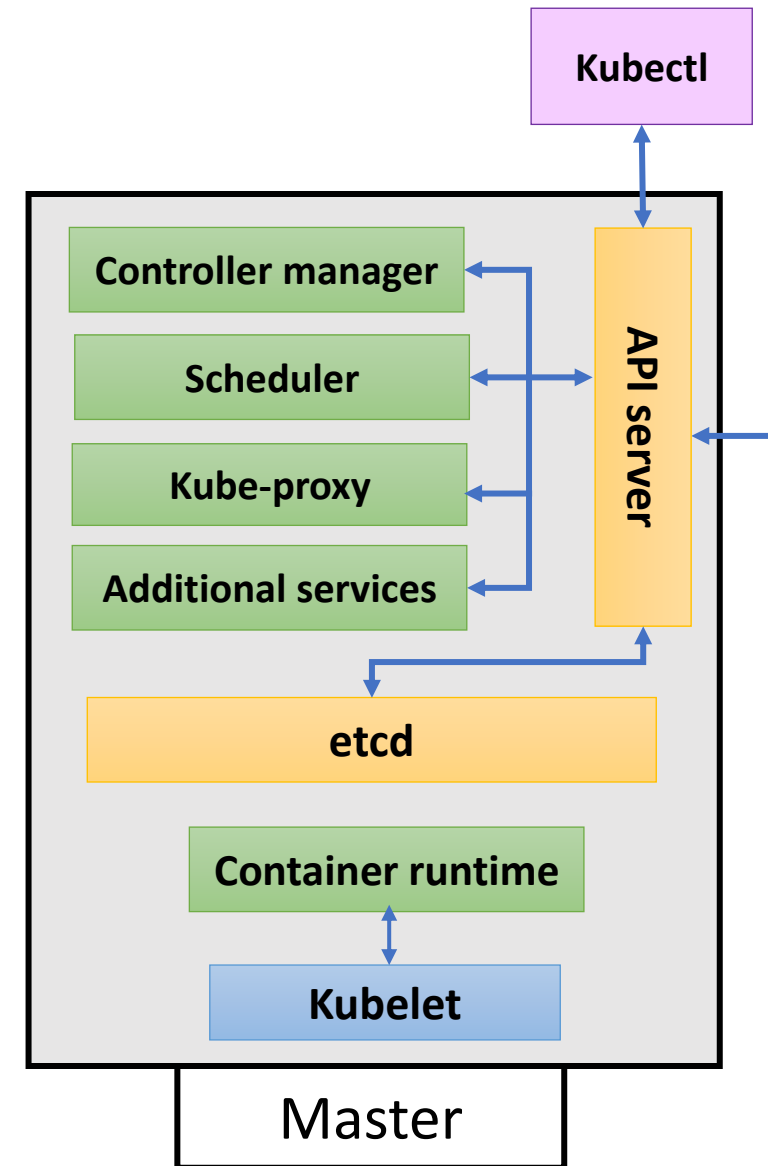 Kubectl
Controller manager
Scheduler
Kube-proxy
Additional services
API server
etcd
Container runtime
Kubelet
Master